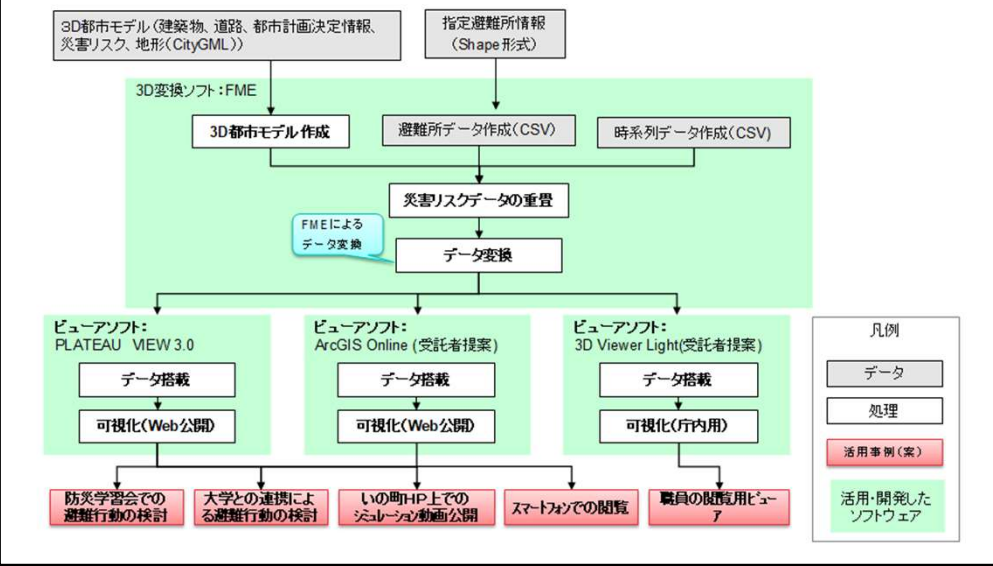 3D都市モデル(建築物、道路、都市計画決定情報、
災害リスク、地形(CityGML))
指定避難所情報
(Shape形式)
3D変換ソフト:FME
3D都市モデル作成
避難所データ作成(CSV)
時系列データ作成(CSV)
災害リスクデータの重畳
FMEによる
データ変換
データ変換
ビューアソフト:
PLATEAU VIEW 3.0
データ搭載
可視化(Web公開)
ビューアソフト:
ArcGIS Online (受託者提案)
データ搭載
可視化(Web公開)
ビューアソフト:
3D Viewer Light(受託者提案)
データ搭載
可視化(庁内用)
防災学習会での
避難行動の検討
大学との連携によ
る避難行動の検討
いの町HP上での
シミュレーション動画公開
スマートフォンでの閲覧
職員の閲覧用ビュー
ア
凡例
データ
処理
活用事例(案)
活用・開発した
ソフトウェア